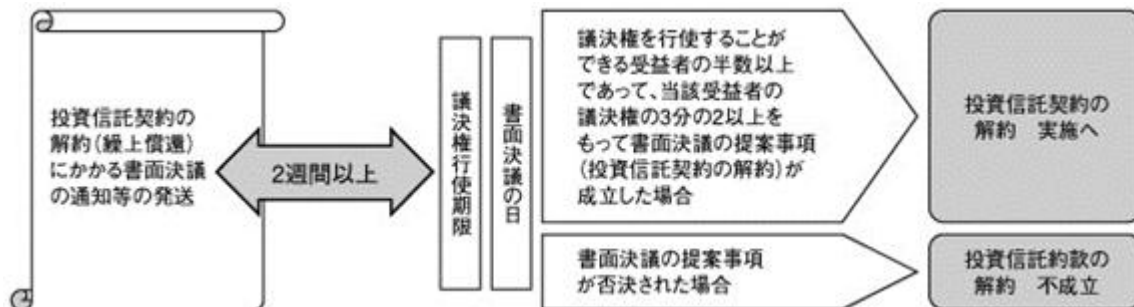 投資信託契約の
解約(繰上償還)
にかかる書面決議
の通知等の発送
2週間以上
議決権行使期限
書面決議の日
議決権を行使することが
できる受益者の半数以上
であって、当該受益者の
議決権の3分の2以上を
もって書面決議の提案事項
(投資信託契約の解約)が
成立した場合
投資信託契約の
解約 実施へ
書面決議の提案事項
が否決された場合
投資信託約款の
解約 不成立